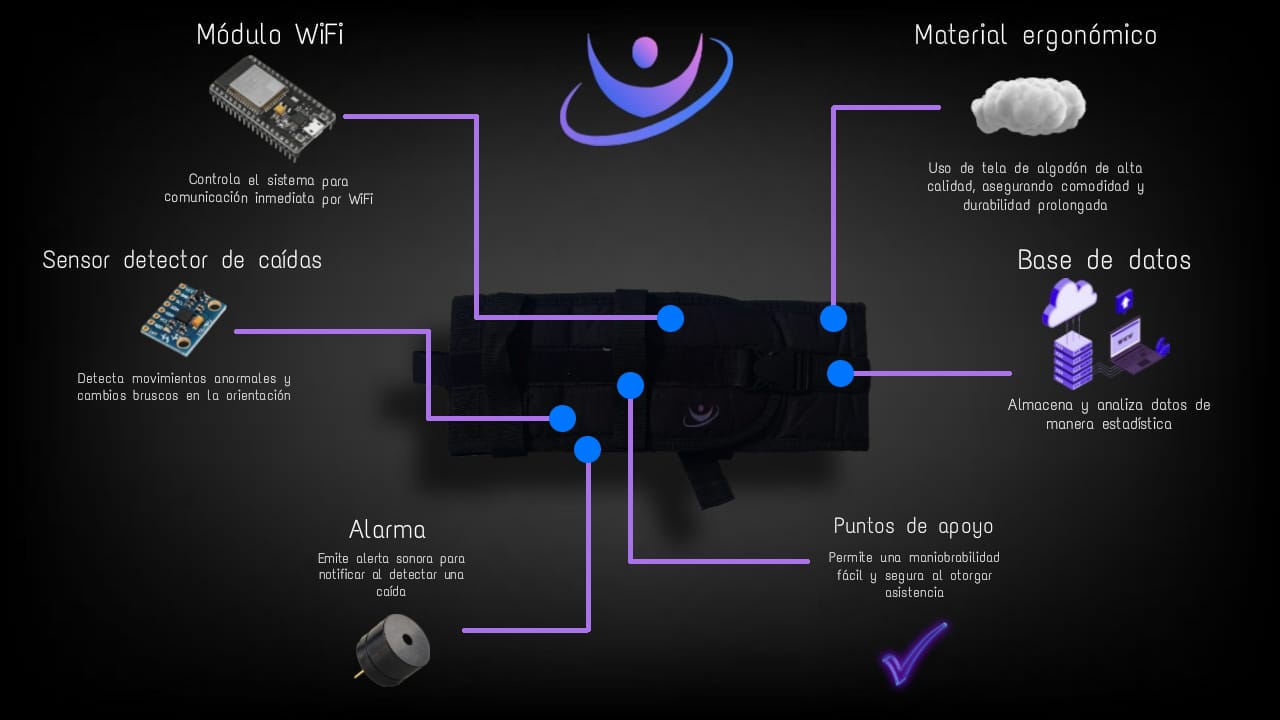 Módulo WiFi
Controla el sistema para
comunicación inmediata por WiFi
Material ergonómico
Uso de tela de algodón de alta
calidad, asegurando comodidad y
durabilidad prolongada
Sensor detector de caídas
Detecta movimientos anormales y
cambios bruscos en la orientación
Base de datos
Almacena y analiza datos de
manera estadística
Alarma
Emite alerta sonora para
notificar al detectar una
caída
Puntos de apoyo
Permite una maniobrabilidad
fácil y segura al otorgar
asistencia